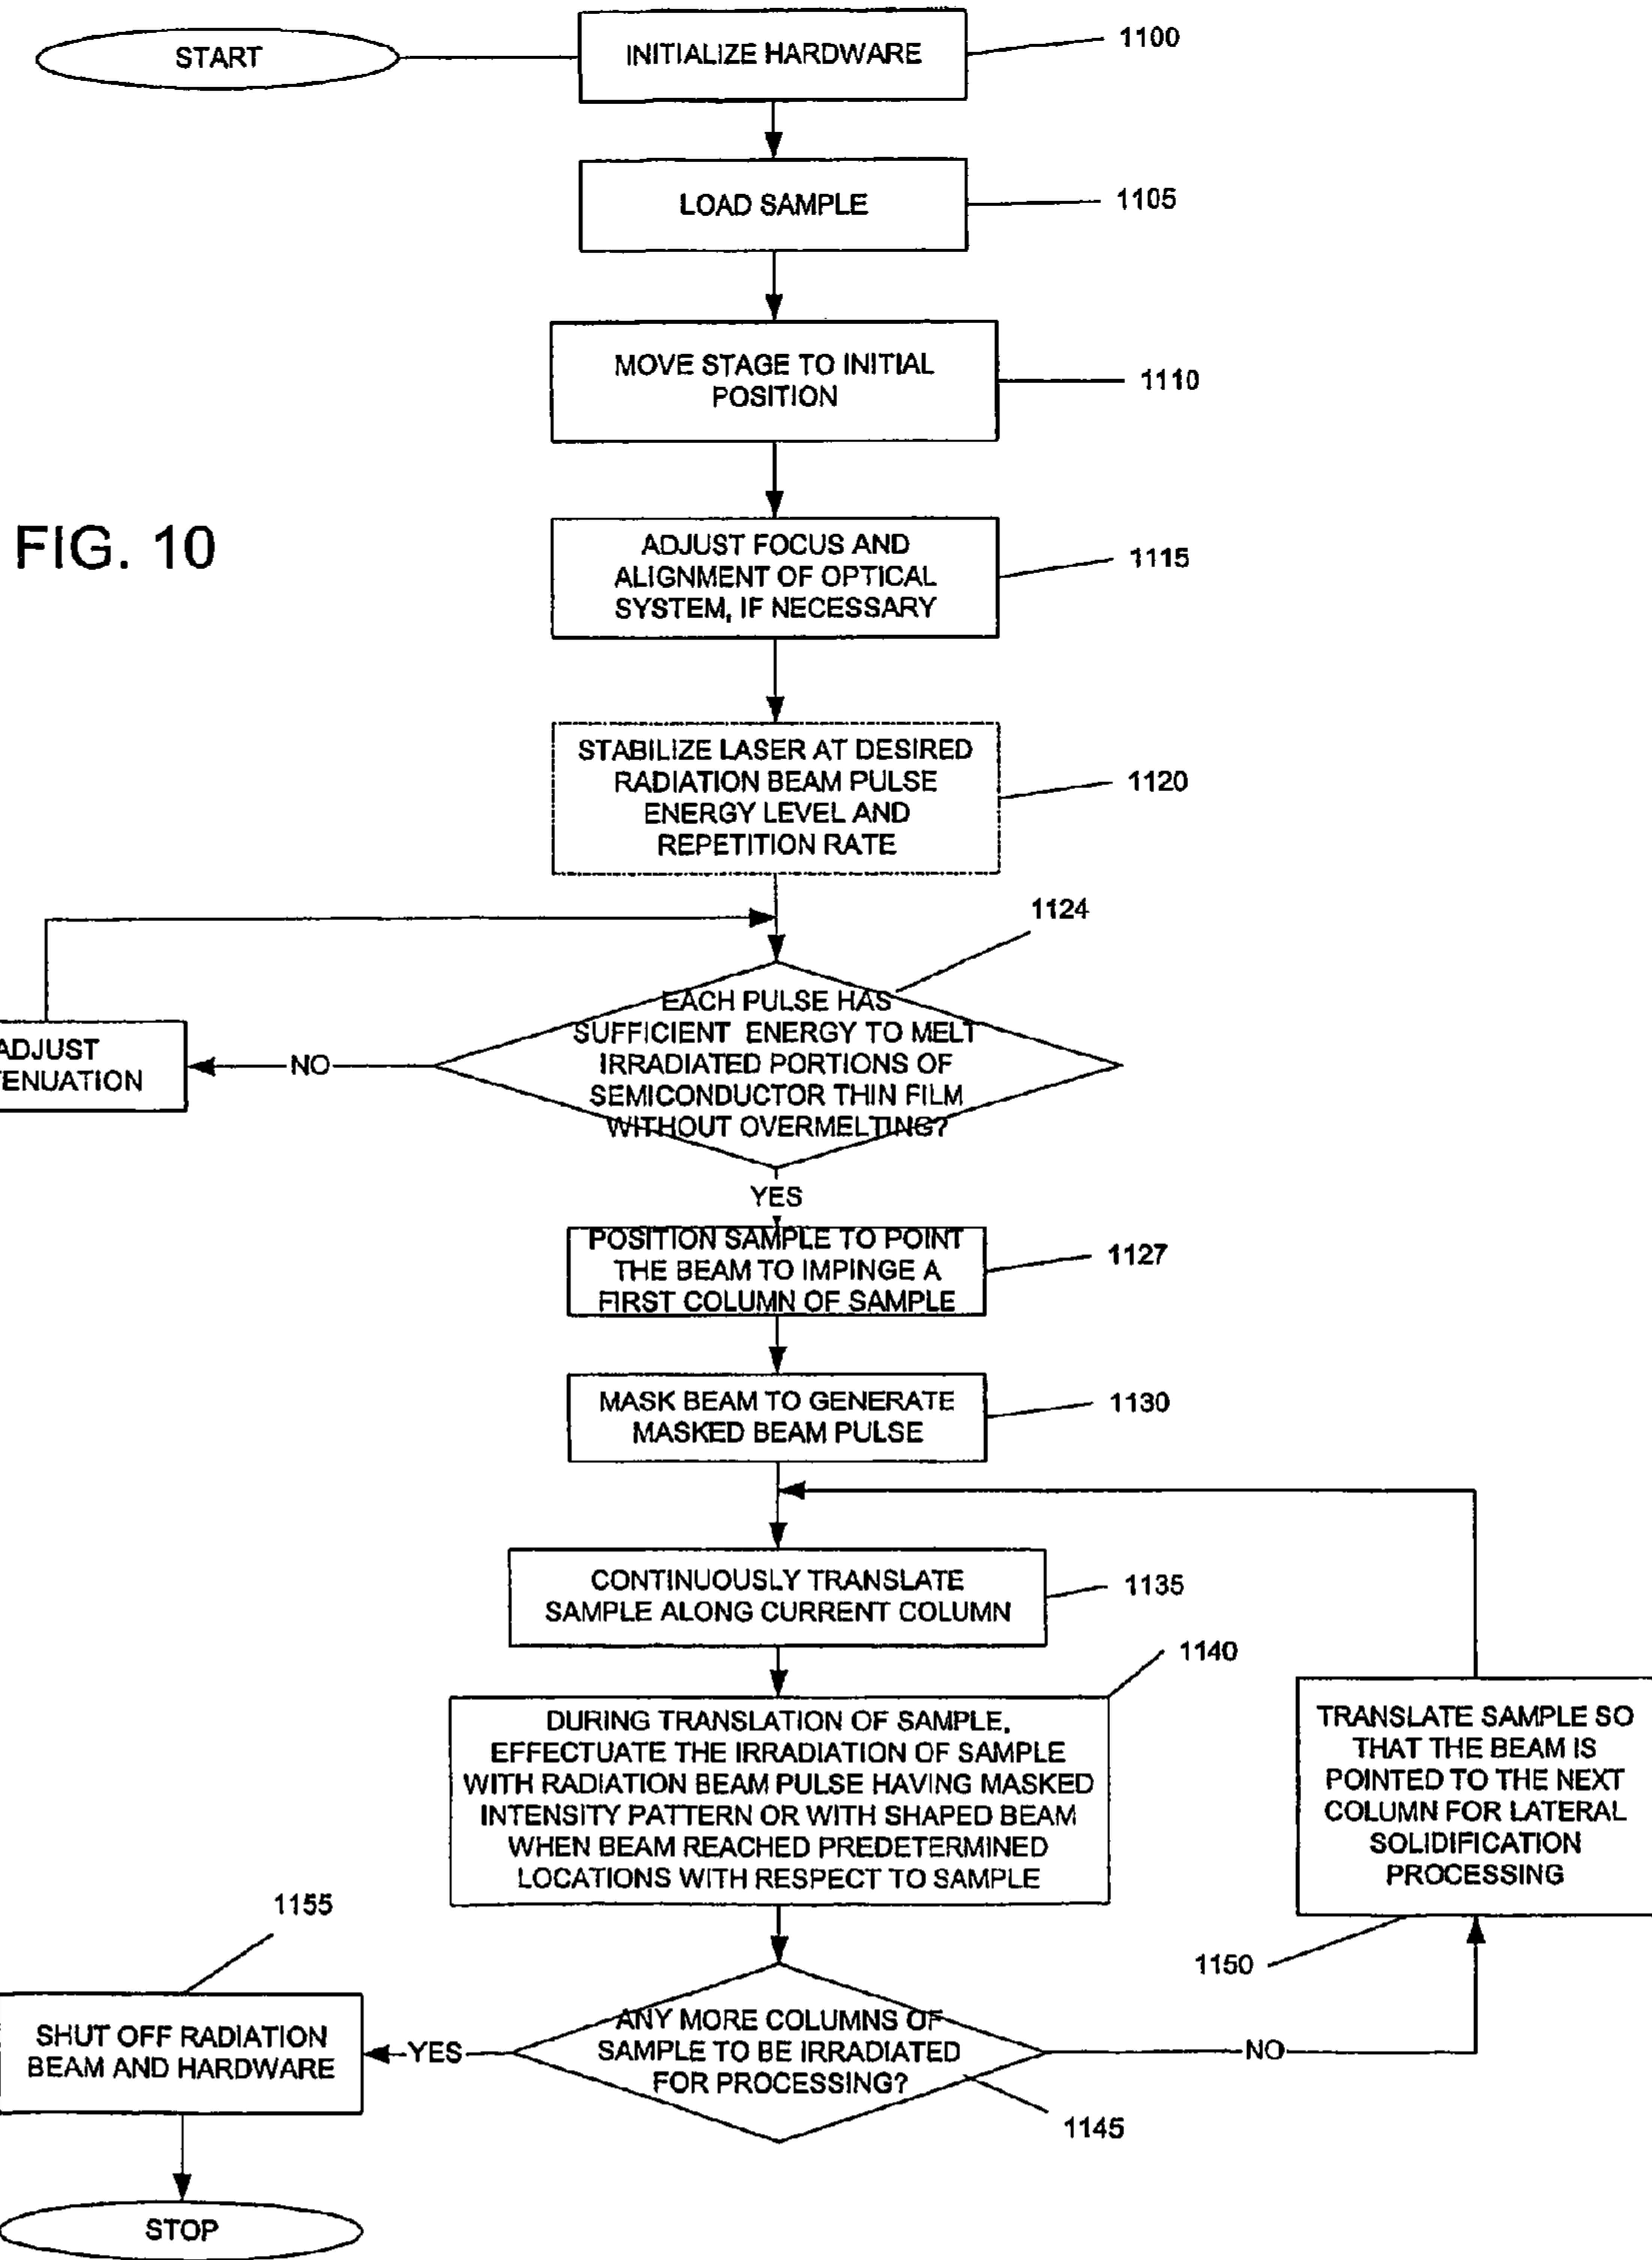 START
INITIALIZE HARDWARE
1100
LOAD SAMPLE
1105
MOVE STAGE TO INITIAL
POSITION
1110
FIG. 10
ADJUST FOCUS AND
ALIGNMENT OF OPTICAL
SYSTEM, IF NECESSARY
1115
STABILIZE LASER AT DESIRED
RADIATION BEAM PULSE
ENERGY LEVEL AND
REPETITION RATE
1120
1124
EACH PULSE HAS
SUFFICIENT ENERGY TO MELT
IRRADIATED PORTIONS OF
SEMICONDUCTOR THIN FILM
WITHOUT OVERMELTING?
NO
ADJUST
TENUATION
YES
POSITION SAMPLE TO POINT
THE BEAM TO IMPINGE A
FIRST COLUMN OF SAMPLE
1127
MASK BEAM TO GENERATE
MASKED BEAM PULSE
1130
CONTINUOUSLY TRANSLATE
SAMPLE ALONG CURRENT COLUMN
1135
1140
DURING TRANSLATION OF SAMPLE,
EFFECTUATE THE IRRADIATION OF SAMPLE
WITH RADIATION BEAM PULSE HAVING MASKED
INTENSITY PATTERN OR WITH SHAPED BEAM
WHEN BEAM REACHED PREDETERMINED
LOCATIONS WITH RESPECT TO SAMPLE
TRANSLATE SAMPLE SO
THAT THE BEAM IS
POINTED TO THE NEXT
COLUMN FOR LATERAL
SOLIDIFICATION
PROCESSING
1150
1155
SHUT OFF RADIATION
BEAM AND HARDWARE
YES
ANY MORE COLUMNS OF
SAMPLE TO BE IRRADIATED
FOR PROCESSING?
NO
1145
STOP